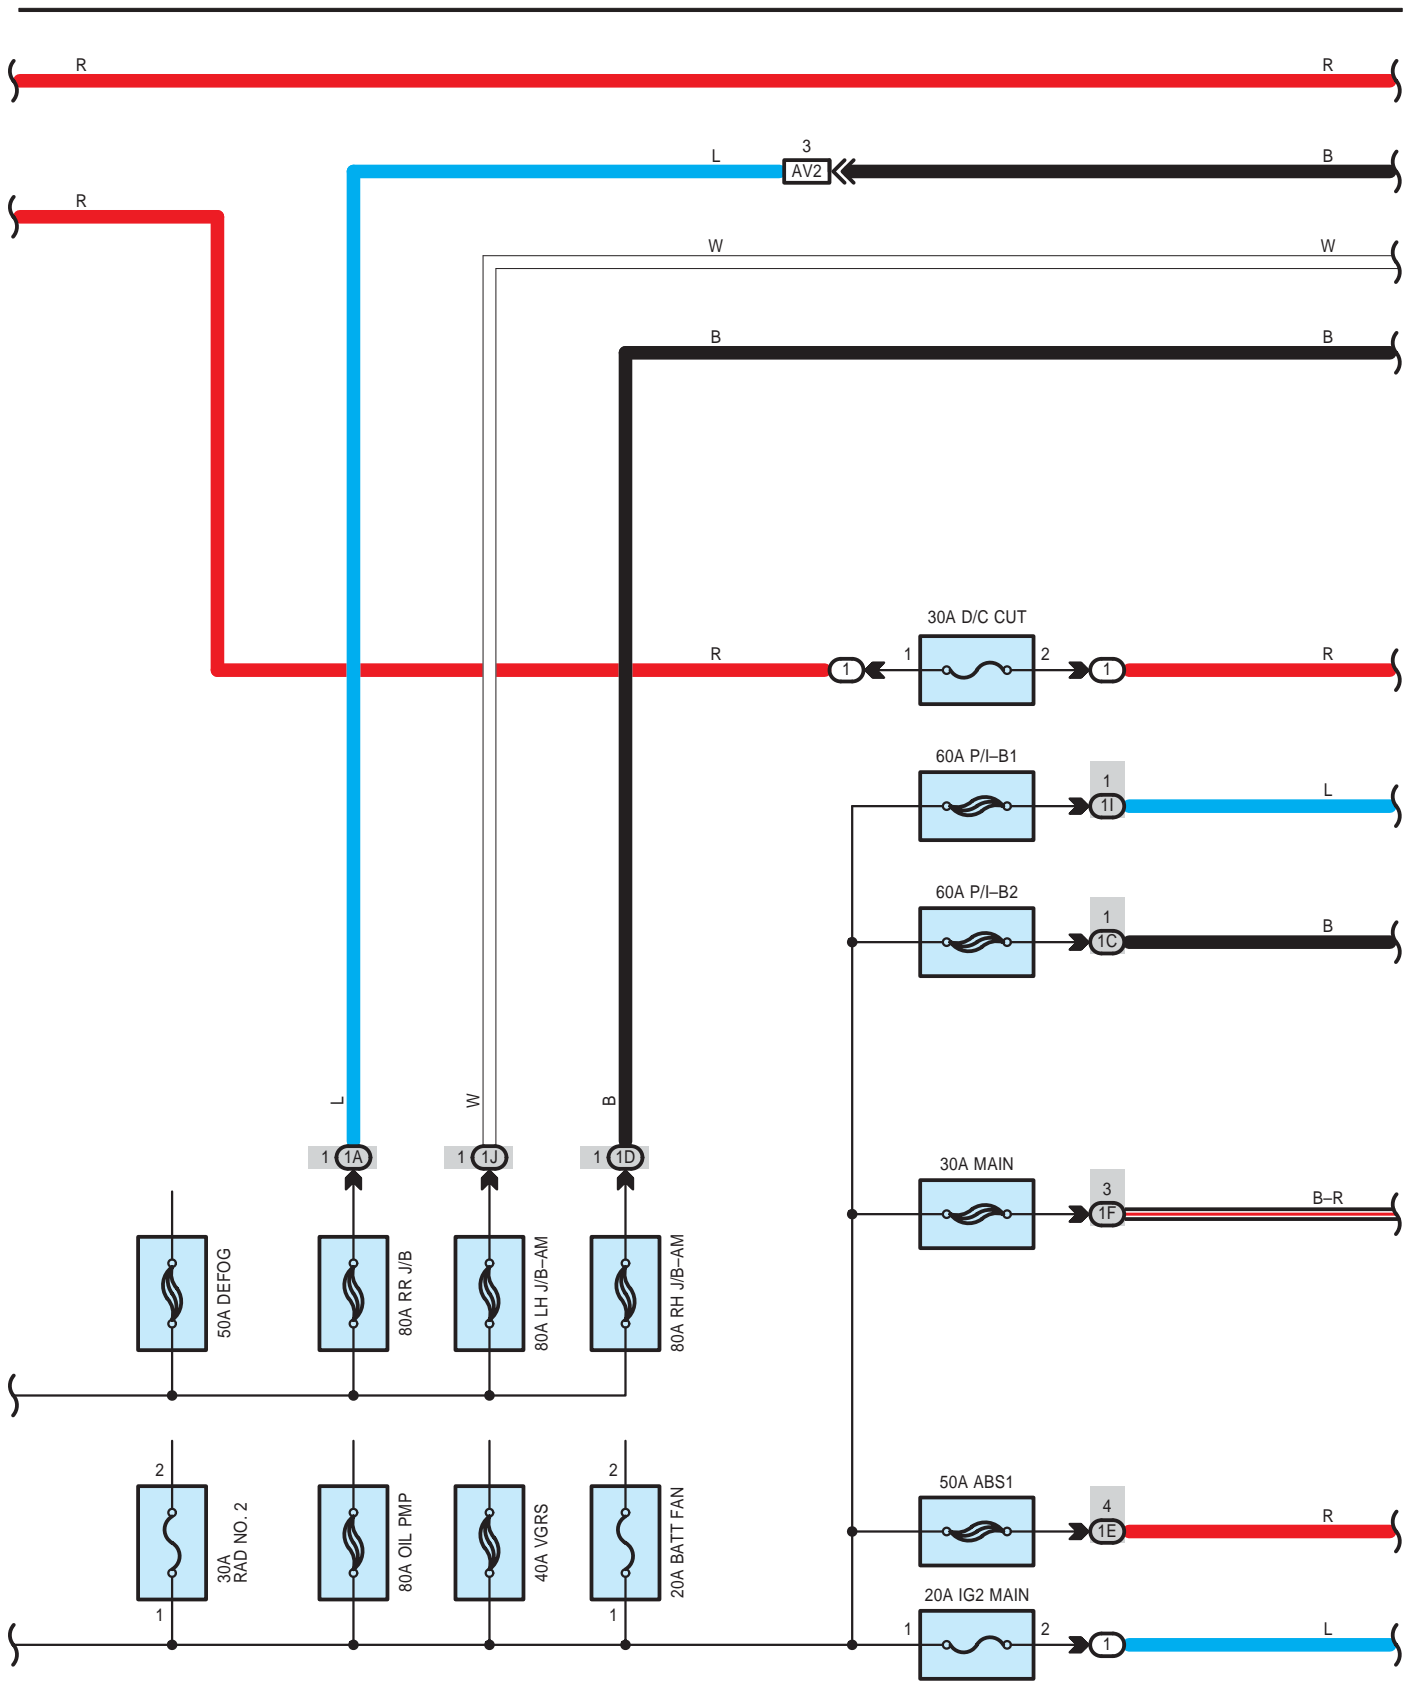 R R
3
L AV2 B
R
W W
B B
30A D/C CUT
R 1 1 2 1 R
60A P/I–B1
1
1I L
60A P/I–B2
1
1C B
L W B
1 1A 1 1J 1 1D
30A MAIN
3
1F B–R
50A DEFOG
80A RR J/B
80A LH J/B–AM
80A RH J/B–AM
50A ABS1
4
1E R
2 2
30A
RAD NO. 2
80A OIL PMP
40A VGRS
20A BATT FAN
1 1
20A IG2 MAIN
1 2 1 L